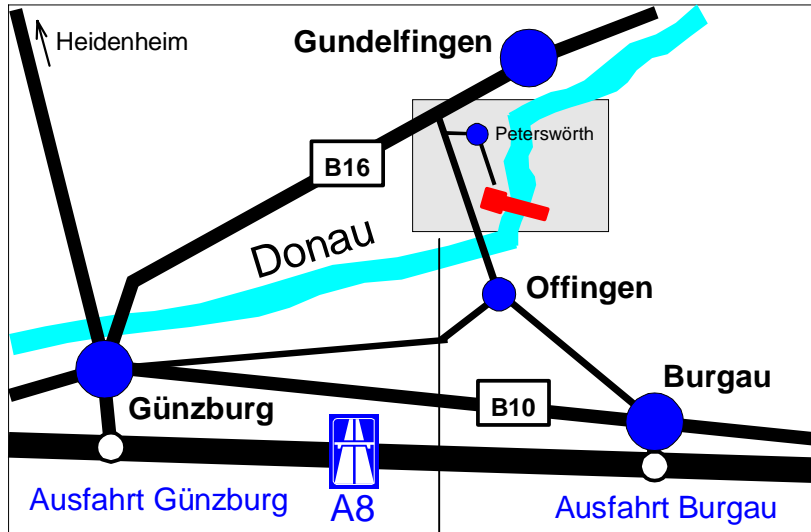 Heidenheim
Gundelfingen
Peterswörth
B16
Donau
Offingen
Burgau
Günzburg
B10
Ausfahrt Günzburg
A8
Ausfahrt Burgau